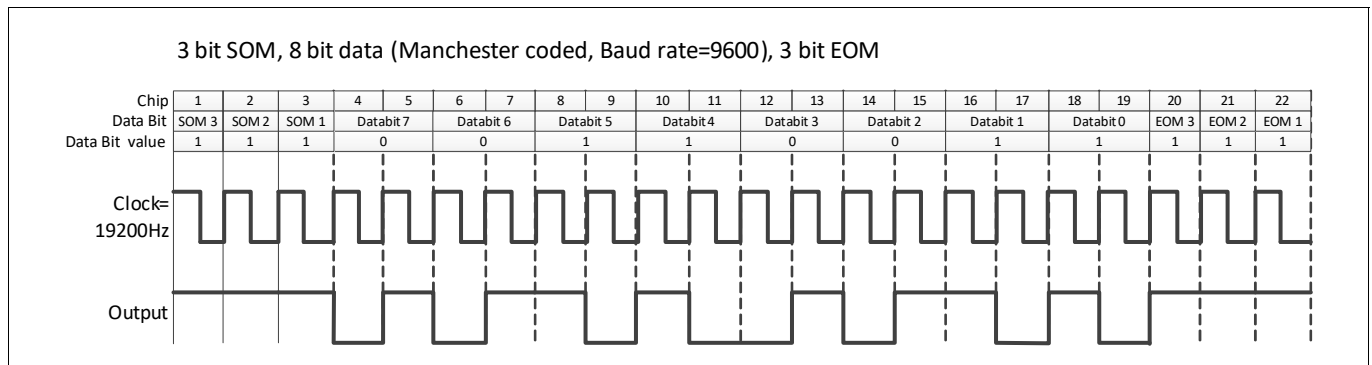 3 bit SOM, 8 bit data (Manchester coded, Baud rate=9600), 3 bit EOM
Chip 1 2 3 4 5 6 7 8 9 10 11 12 13 14 15 16 17 18 19 20 21 22
Data Bit SOM 3 SOM 2 SOM 1 Databit 7 Databit 6 Databit 5 Databit 4 Databit 3 Databit 2 Databit 1 Databit 0 EOM 3 EOM 2 EOM 1
Data Bit value 1 1 1 0 0 1 1 0 0 1 1 1 1 1
Clock=
19200Hz
Output